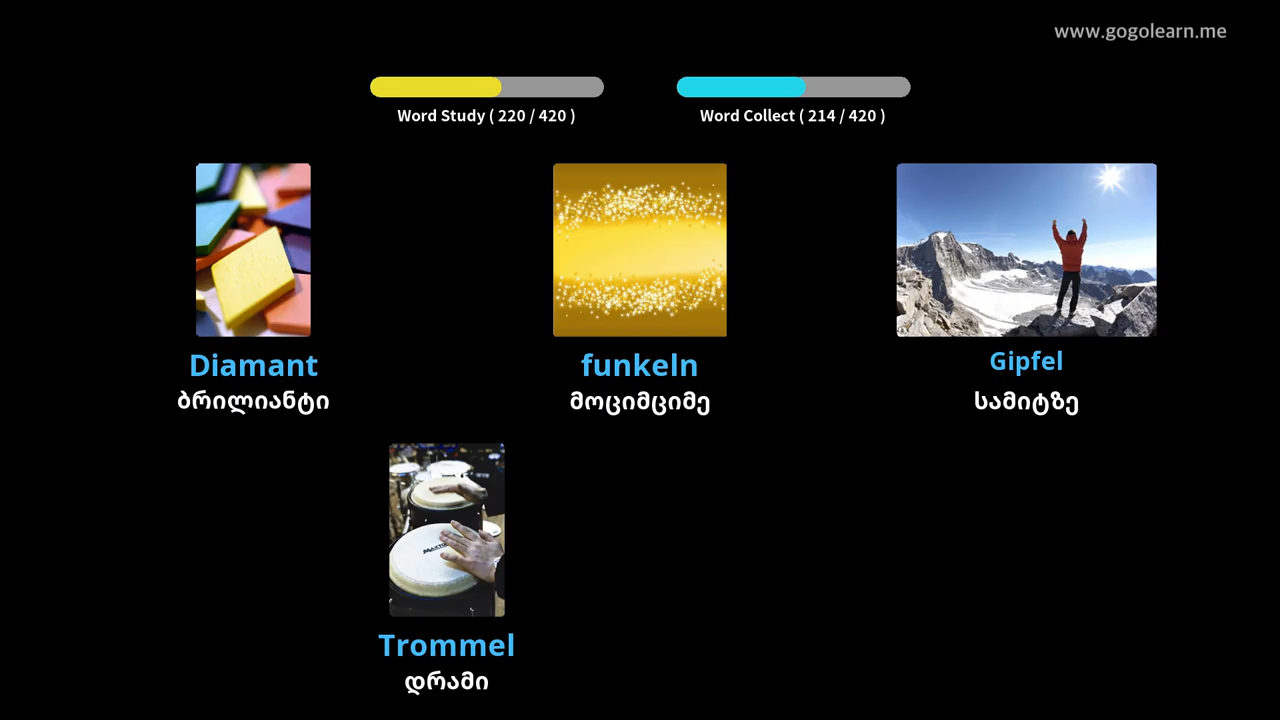 www.gogolearn.me
Word Study ( 220 / 420 )
Word Collect ( 214 / 420 )
Diamant
ბრილიანტი
funkeln
მოციმციმე
Gipfel
სამიტზე
Trommel
დრამი